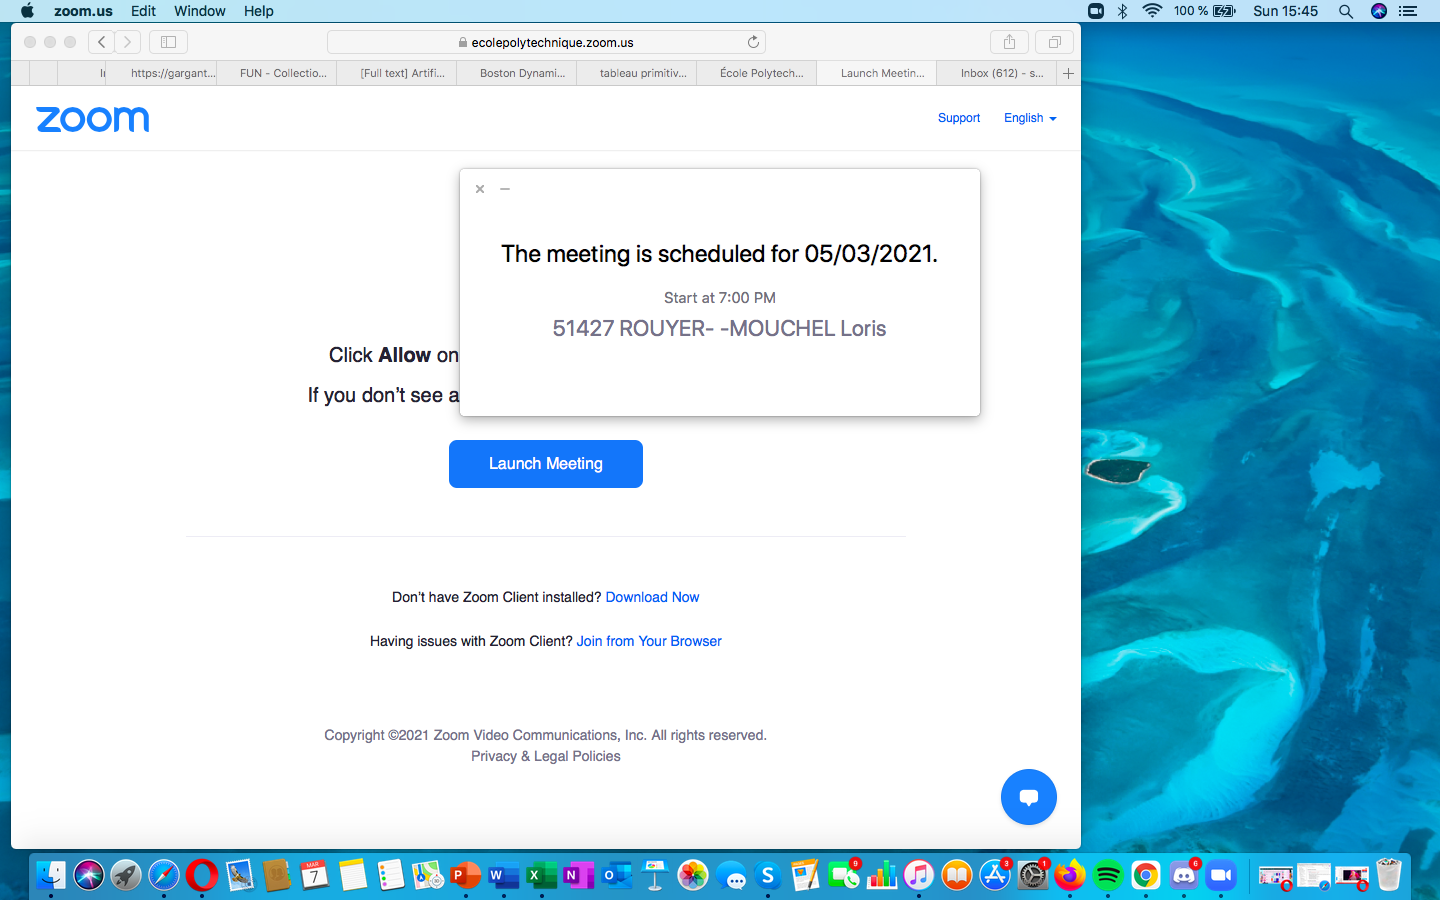 zoom.us Edit Window Help 100 % Sun 15:45
ecolepolytechnique.zoom.us
https://gargant... FUN - Collectio... [Full text] Artifi... Boston Dynami... tableau primitiv... École Polytech... Launch Meetin... Inbox (612) - s...
zoom Support English
The meeting is scheduled for 05/03/2021.
Start at 7:00 PM
51427 ROUYER- -MOUCHEL Loris
Click Allow on
If you don't see a
Launch Meeting
Don't have Zoom Client installed? Download Now
Having issues with Zoom Client? Join from Your Browser
Copyright ©2021 Zoom Video Communications, Inc. All rights reserved.
Privacy & Legal Policies
MAR
7 P W X N O S 9 3 1 6